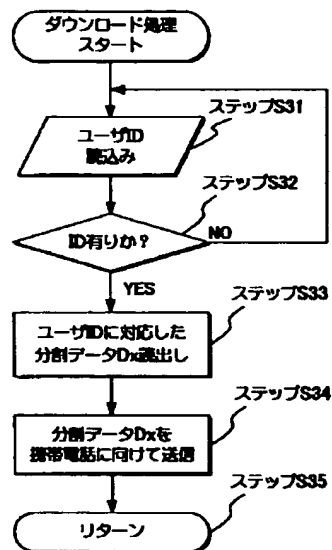 ダウンロード処理
スタート
ステップS31
ユーザID
読込み
ステップS32
ID有りか?
NO
YES
ステップS33
ユーザIDに対応した
分割データDx読出し
ステップS34
分割データDxを
携帯電話に向けて送信
ステップS35
リターン